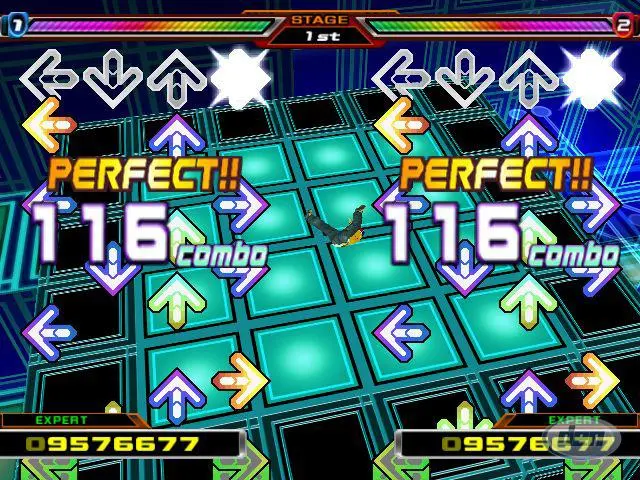 1
STAGE
1st
2
PERFECT!!
PERFECT!!
116 combo
116 combo
EXPERT
EXPERT
09576677
09576677